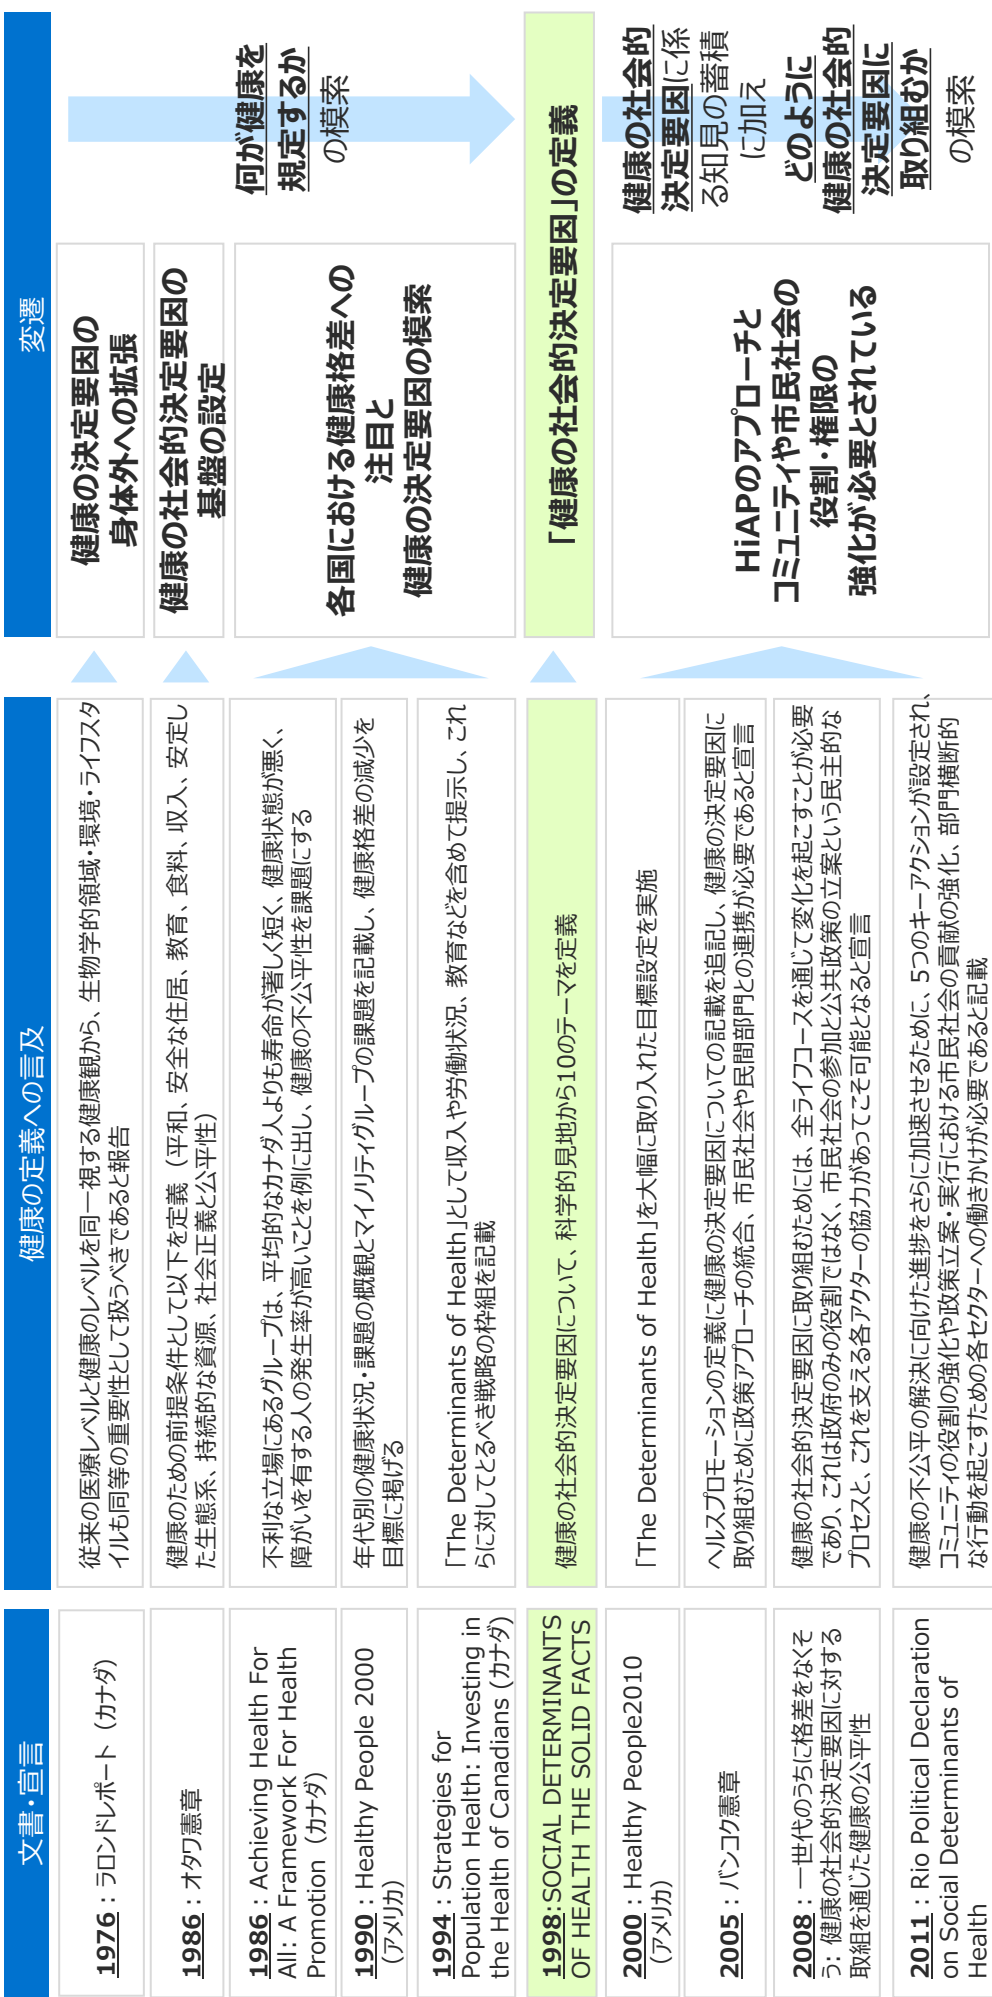 文書・宣言
健康の定義への言及
変遷
1976：ラロンドレポート（カナダ）
従来の医療レベルと健康のレベルを同一視する健康観から、生物学的領域・環境・ライフスタ
イルも同等の重要性として扱うべきであると報告
健康の決定要因の
身体外への拡張
1986：オタワ憲章
健康のための前提条件として以下を定義（平和、安全な住居、教育、食料、収入、安定し
た生態系、持続的な資源、社会正義と公平性）
健康の社会的決定要因の
基盤の設定
1986：Achieving Health For
All: A Framework For Health
Promotion（カナダ）
不利な立場にあるグループは、平均的なカナダ人よりも寿命が著しく短く、健康状態が悪く、
障がいを有する人の発生率が高いことを例に出し、健康の不公平性を課題にする
1990：Healthy People 2000
（アメリカ）
年代別の健康状況・課題の概観とマイノリティグループの課題を記載し、健康格差の減少を
目標に掲げる
1994：Strategies for
Population Health: Investing in
the Health of Canadians（カナダ）
「The Determinants of Health」として収入や労働状況、教育などを含めて提示し、これ
らに対してとるべき戦略の枠組を記載
各国における健康格差への
注目と
健康の決定要因の模索
何が健康を
規定するか
の模索
1998:SOCIAL DETERMINANTS
OF HEALTH THE SOLID FACTS
健康の社会的決定要因について、科学的見地から10のテーマを定義
「健康の社会的決定要因」の定義
2000：Healthy People2010
（アメリカ）
「The Determinants of Health」を大幅に取り入れた目標設定を実施
2005：バンコク憲章
ヘルスプロモーションの定義に健康の決定要因についての記載を追記し、健康の決定要因に
取り組むために政策アプローチの統合、市民社会や民間部門との連携が必要であると宣言
2008：一世代のうちに格差をなくそ
う：健康の社会的決定要因に対する
取組を通じた健康の公平性
健康の社会的決定要因に取り組むためには、全ライフコースを通じて変化を起こすことが必要
であり、これは政府のみの役割ではなく、市民社会の参加と公共政策の立案という民主的な
プロセスと、これを支える各アクターの協力があってこそ可能となると宣言
2011：Rio Political Declaration
on Social Determinants of
Health
健康の不公平の解決に向けた進捗をさらに加速させるために、5つのキーアクションが設定され、
コミュニティの役割の強化や政策立案・実行における市民社会の貢献の強化、部門横断的
な行動を起こすための各セクターへの働きかけが必要であると記載
HiAPのアプローチと
コミュニティや市民社会の
役割・権限の
強化が必要とされている
健康の社会的
決定要因に係
る知見の蓄積
に加え
どのように
健康の社会的
決定要因に
取り組むか
の模索